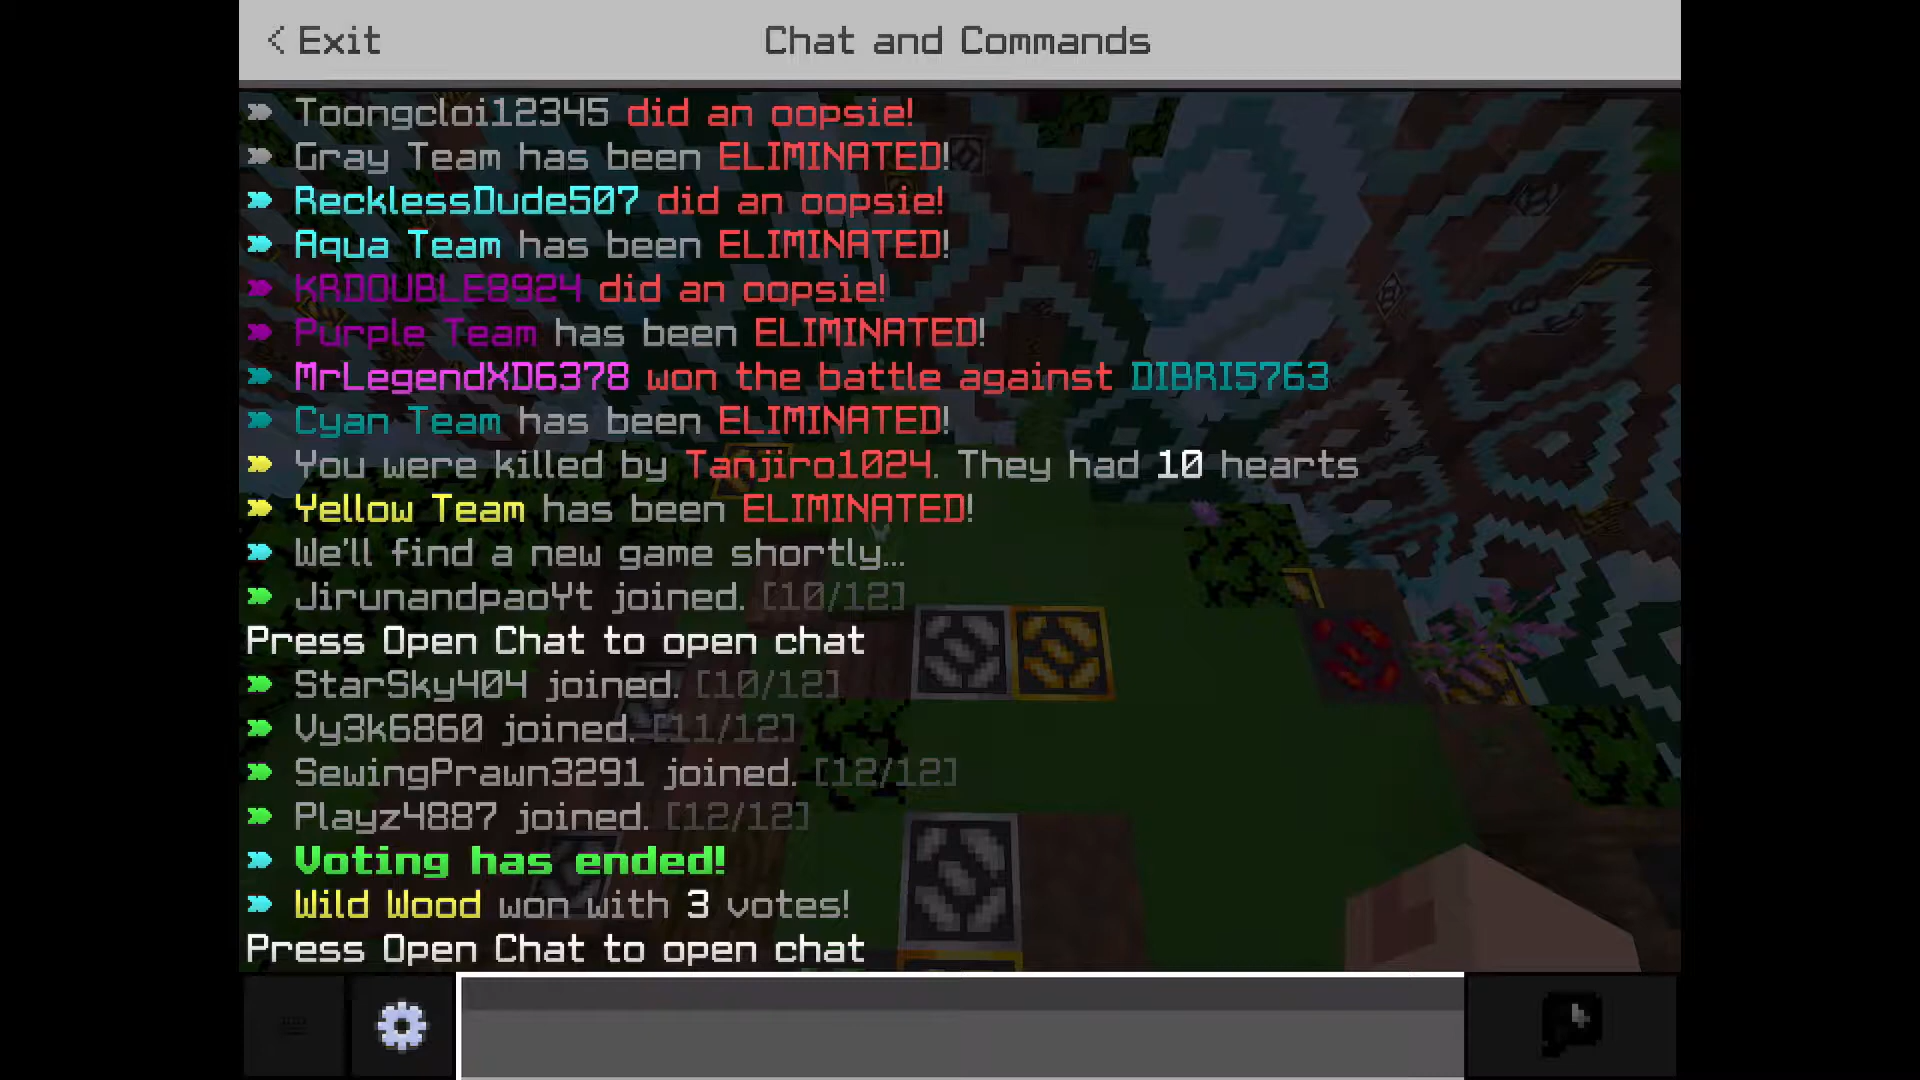 < Exit
Chat and Commands
Toongcloi12345 did an oopsie!
Gray Team has been ELIMINATED!
RecklessDude507 did an oopsie!
Aqua Team has been ELIMINATED!
KRDOUBLE8924 did an oopsie!
Purple Team has been ELIMINATED!
MrLegendXD6378 won the battle against DIBRI5763
Cyan Team has been ELIMINATED!
You were killed by Tanjiro1024. They had 10 hearts
Yellow Team has been ELIMINATED!
We'll find a new game shortly...
JirunandpaoYt joined. [10/12]
Press Open Chat to open chat
StarSky404 joined. [10/12]
Vy3k6860 joined. [11/12]
SewingPrawn3291 joined. [12/12]
Playz4887 joined. [12/12]
Voting has ended!
Wild Wood won with 3 votes!
Press Open Chat to open chat